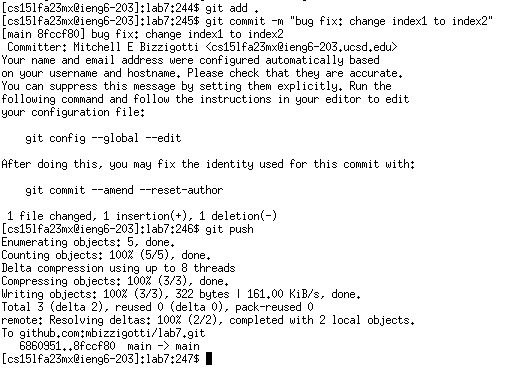 [cs15lfa23mx@ieng6-203]:lab7:244$ git add .
[cs15lfa23mx@ieng6-203]:lab7:245$ git commit -m "bug fix: change index1 to index2"
[main 8fccf80] bug fix: change index1 to index2
 Committer: Mitchell E Bizzigotti <cs15lfa23mx@ieng6-203.ucsd.edu>
Your name and email address were configured automatically based
on your username and hostname. Please check that they are accurate.
You can suppress this message by setting them explicitly. Run the
following command and follow the instructions in your editor to edit
your configuration file:

    git config --global --edit

After doing this, you may fix the identity used for this commit with:

    git commit --amend --reset-author

 1 file changed, 1 insertion(+), 1 deletion(-)
[cs15lfa23mx@ieng6-203]:lab7:246$ git push
Enumerating objects: 5, done.
Counting objects: 100% (5/5), done.
Delta compression using up to 8 threads
Compressing objects: 100% (3/3), done.
Writing objects: 100% (3/3), 322 bytes | 161.00 KiB/s, done.
Total 3 (delta 2), reused 0 (delta 0), pack-reused 0
remote: Resolving deltas: 100% (2/2), completed with 2 local objects.
To github.com:mbizzigotti/lab7.git
   6860951..8fccf80  main -> main
[cs15lfa23mx@ieng6-203]:lab7:247$